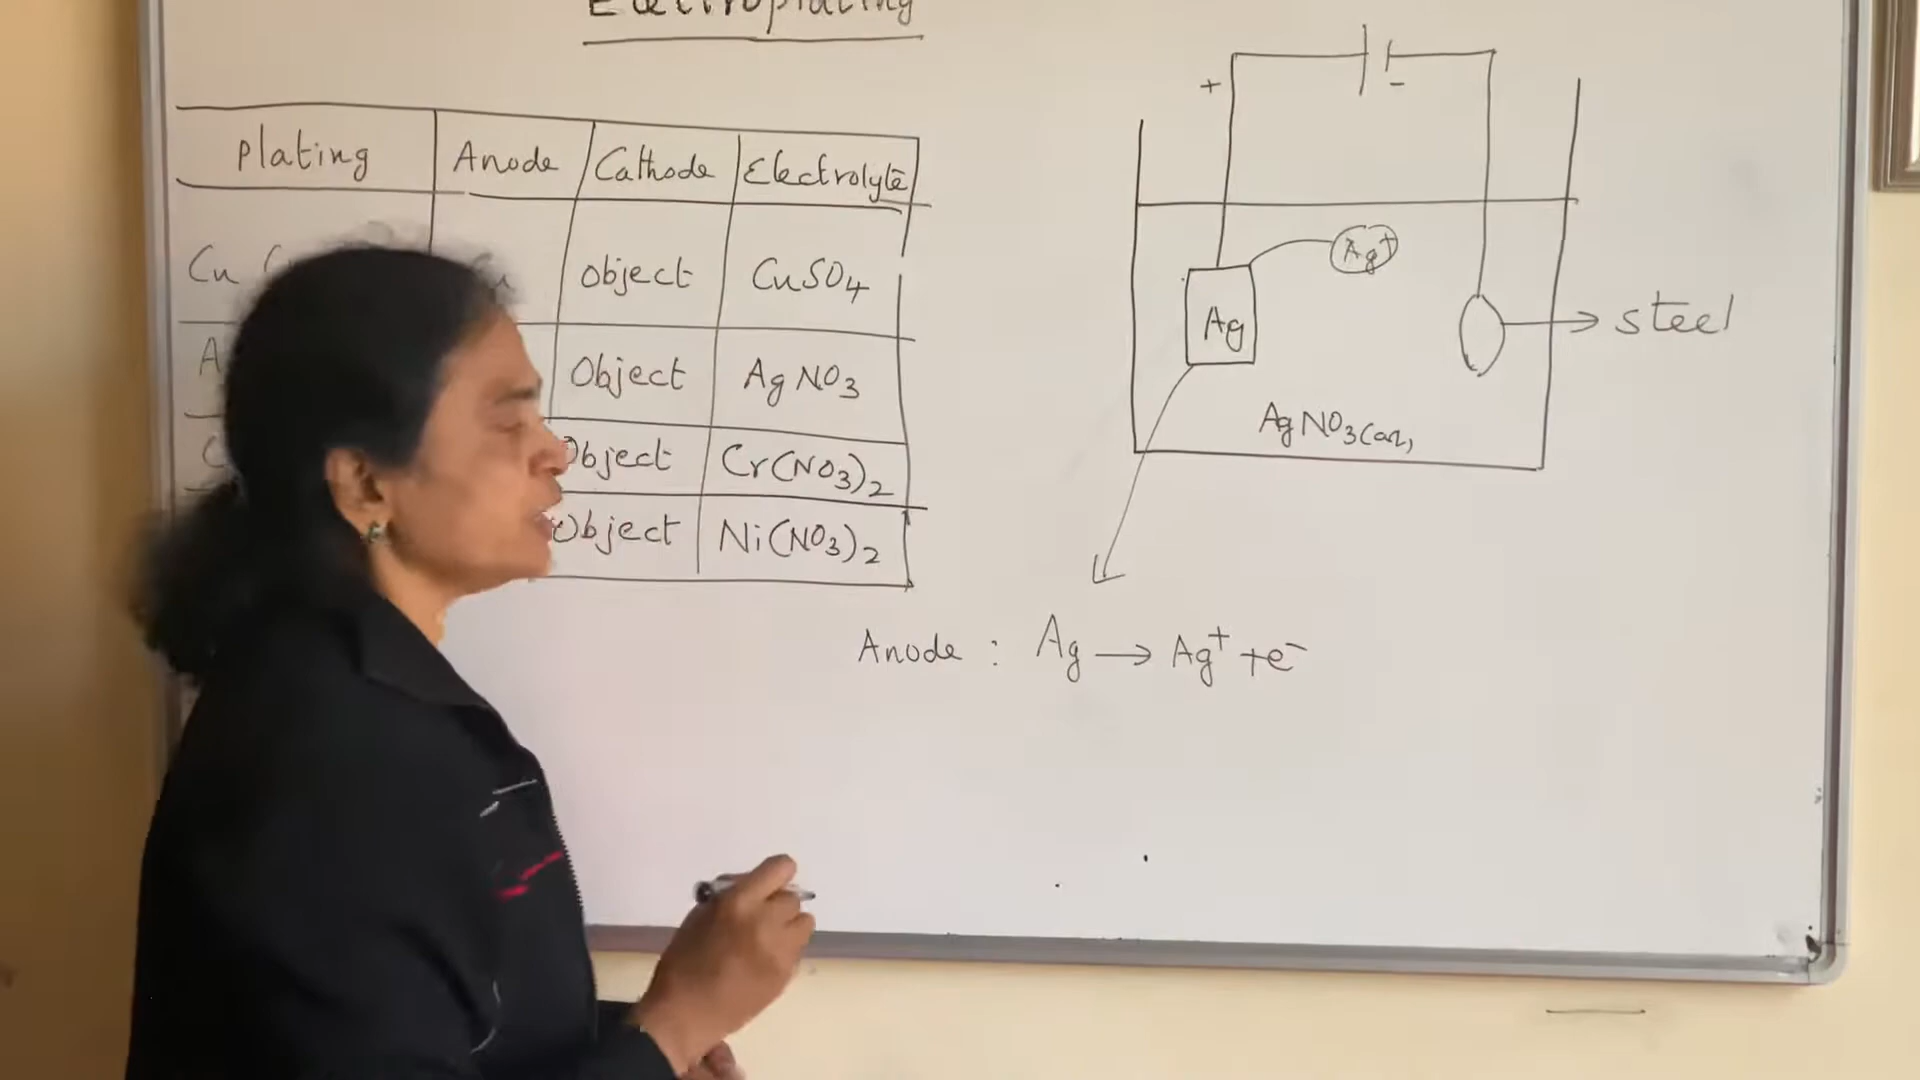 Electroplating
Plating Anode Cathode Electrolyte
Cu object CuSO4
A Object AgNO3
C Object Cr(NO3)2
Object Ni(NO3)2
+ -
Ag+
Ag
steel
AgNO3(aq)
Anode : Ag → Ag+ + e-